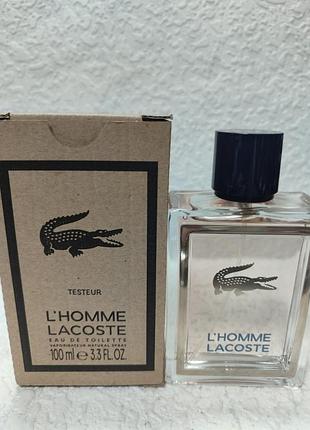 TESTEUR
L'HOMME
LACOSTE
EAU DE TOILETTE
VAPORISATEUR NATURAL SPRAY
100 ml e 3.3 FL.OZ.
L'HOMME
LACOSTE